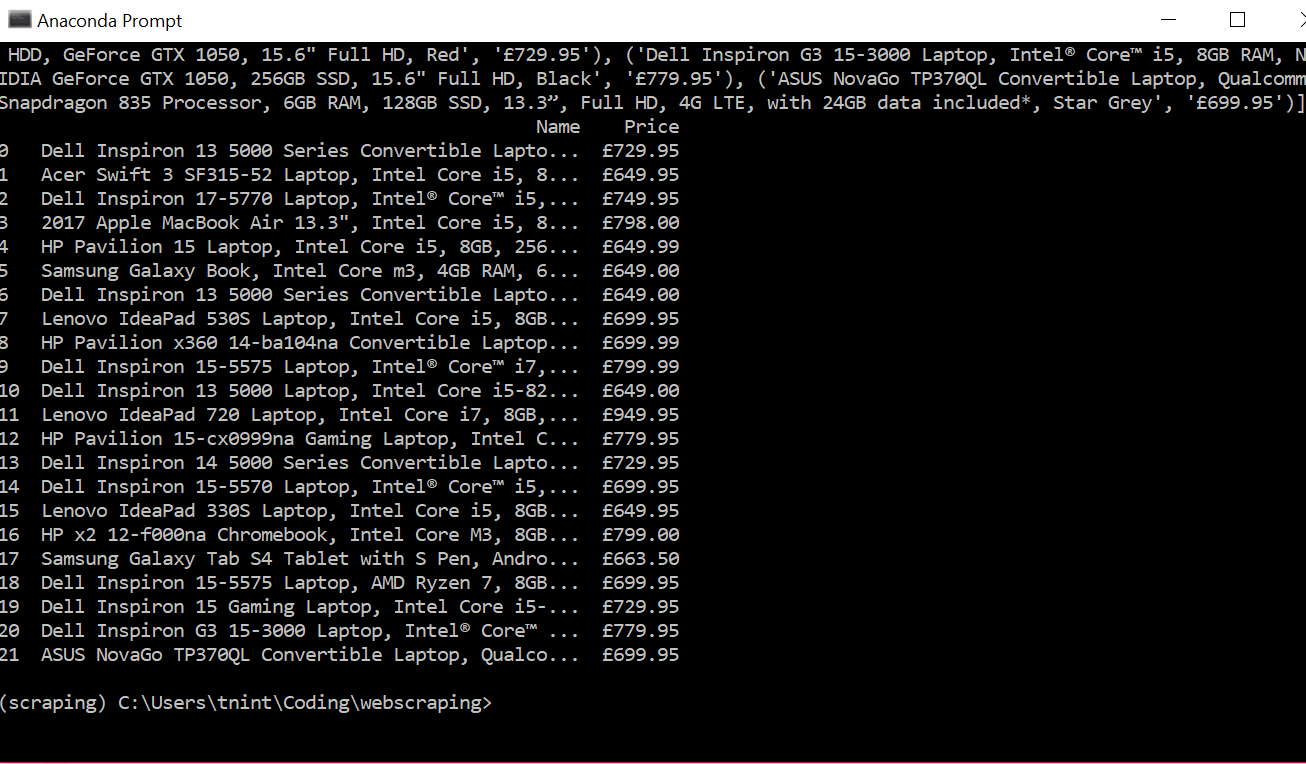 Anaconda Prompt
HDD, GeForce GTX 1050, 15.6" Full HD, Red', '£729.95'), ('Dell Inspiron G3 15-3000 Laptop, Intel® Core™ i5, 8GB RAM, N
IDIA GeForce GTX 1050, 256GB SSD, 15.6" Full HD, Black', '£779.95'), ('ASUS NovaGo TP370QL Convertible Laptop, Qualcomm
Snapdragon 835 Processor, 6GB RAM, 128GB SSD, 13.3”, Full HD, 4G LTE, with 24GB data included*, Star Grey', '£699.95')]
Name Price
0 Dell Inspiron 13 5000 Series Convertible Lapto... £729.95
1 Acer Swift 3 SF315-52 Laptop, Intel Core i5, 8... £649.95
2 Dell Inspiron 17-5770 Laptop, Intel® Core™ i5,... £749.95
3 2017 Apple MacBook Air 13.3", Intel Core i5, 8... £798.00
4 HP Pavilion 15 Laptop, Intel Core i5, 8GB, 256... £649.99
5 Samsung Galaxy Book, Intel Core m3, 4GB RAM, 6... £649.00
6 Dell Inspiron 13 5000 Series Convertible Lapto... £649.00
7 Lenovo IdeaPad 530S Laptop, Intel Core i5, 8GB... £699.95
8 HP Pavilion x360 14-ba104na Convertible Laptop... £699.99
9 Dell Inspiron 15-5575 Laptop, Intel® Core™ i7,... £799.99
10 Dell Inspiron 13 5000 Laptop, Intel Core i5-82... £649.00
11 Lenovo IdeaPad 720 Laptop, Intel Core i7, 8GB,... £949.95
12 HP Pavilion 15-cx0999na Gaming Laptop, Intel C... £779.95
13 Dell Inspiron 14 5000 Series Convertible Lapto... £729.95
14 Dell Inspiron 15-5570 Laptop, Intel® Core™ i5,... £699.95
15 Lenovo IdeaPad 330S Laptop, Intel Core i5, 8GB... £649.95
16 HP x2 12-f000na Chromebook, Intel Core M3, 8GB... £799.00
17 Samsung Galaxy Tab S4 Tablet with S Pen, Andro... £663.50
18 Dell Inspiron 15-5575 Laptop, AMD Ryzen 7, 8GB... £699.95
19 Dell Inspiron 15 Gaming Laptop, Intel Core i5-... £729.95
20 Dell Inspiron G3 15-3000 Laptop, Intel® Core™ ... £779.95
21 ASUS NovaGo TP370QL Convertible Laptop, Qualco... £699.95
(scraping) C:\Users\tnint\Coding\webscraping>